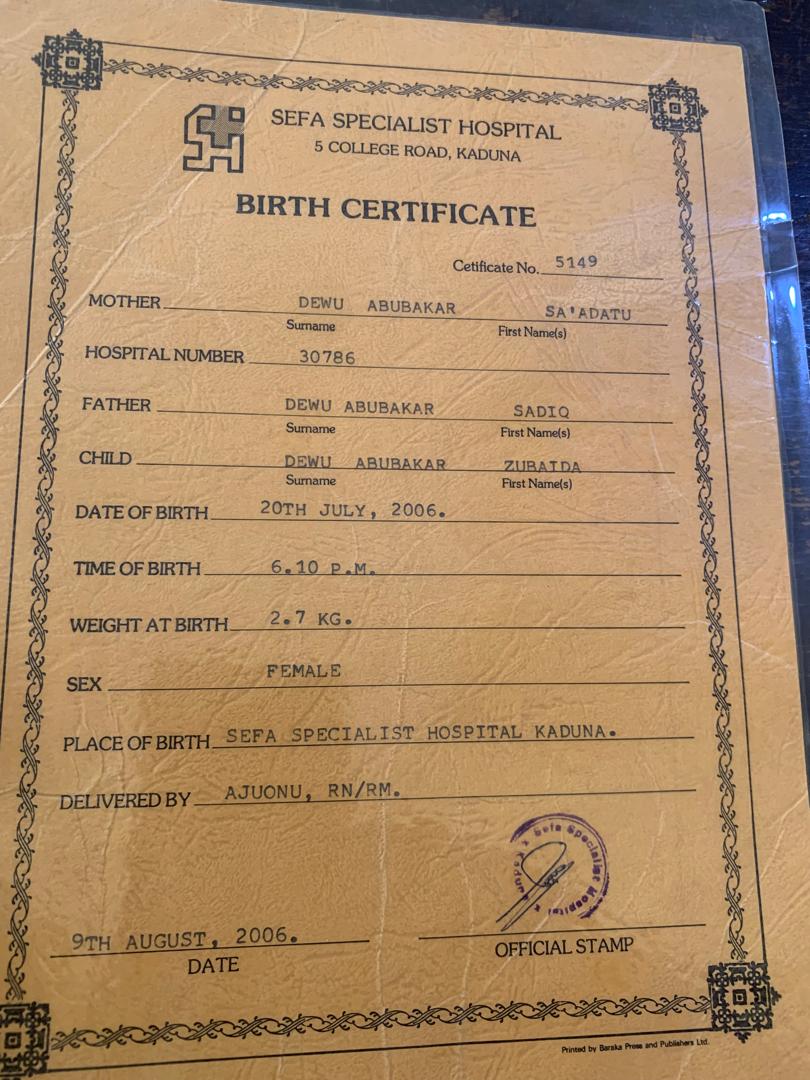 SEFA SPECIALIST HOSPITAL
5 COLLEGE ROAD, KADUNA
BIRTH CERTIFICATE
Cetificate No. 5149
MOTHER DEWU ABUBAKAR SA'ADATU
Surname First Name(s)
HOSPITAL NUMBER 30786
FATHER DEWU ABUBAKAR SADIQ
Surname First Name(s)
CHILD DEWU ABUBAKAR ZUBAIDA
Surname First Name(s)
DATE OF BIRTH 20TH JULY, 2006.
TIME OF BIRTH 6.10 P.M.
WEIGHT AT BIRTH 2.7 KG.
SEX FEMALE
PLACE OF BIRTH SEFA SPECIALIST HOSPITAL KADUNA.
DELIVERED BY AJUONU, RN/RM.
Sefa Specialist Hospital
9TH AUGUST, 2006.
DATE OFFICIAL STAMP
Printed by Baraka Press and Publishers Ltd.